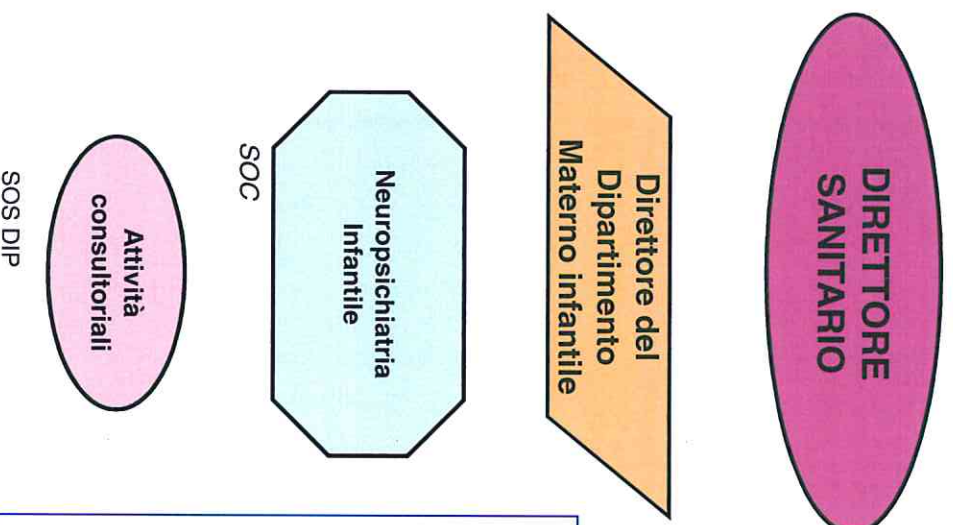 DIRETTORE
SANITARIO
Direttore del
Dipartimento
Materno infantile
Neuropsichiatria
Infantile
SOC
Attività
consultoriali
SOS DIP